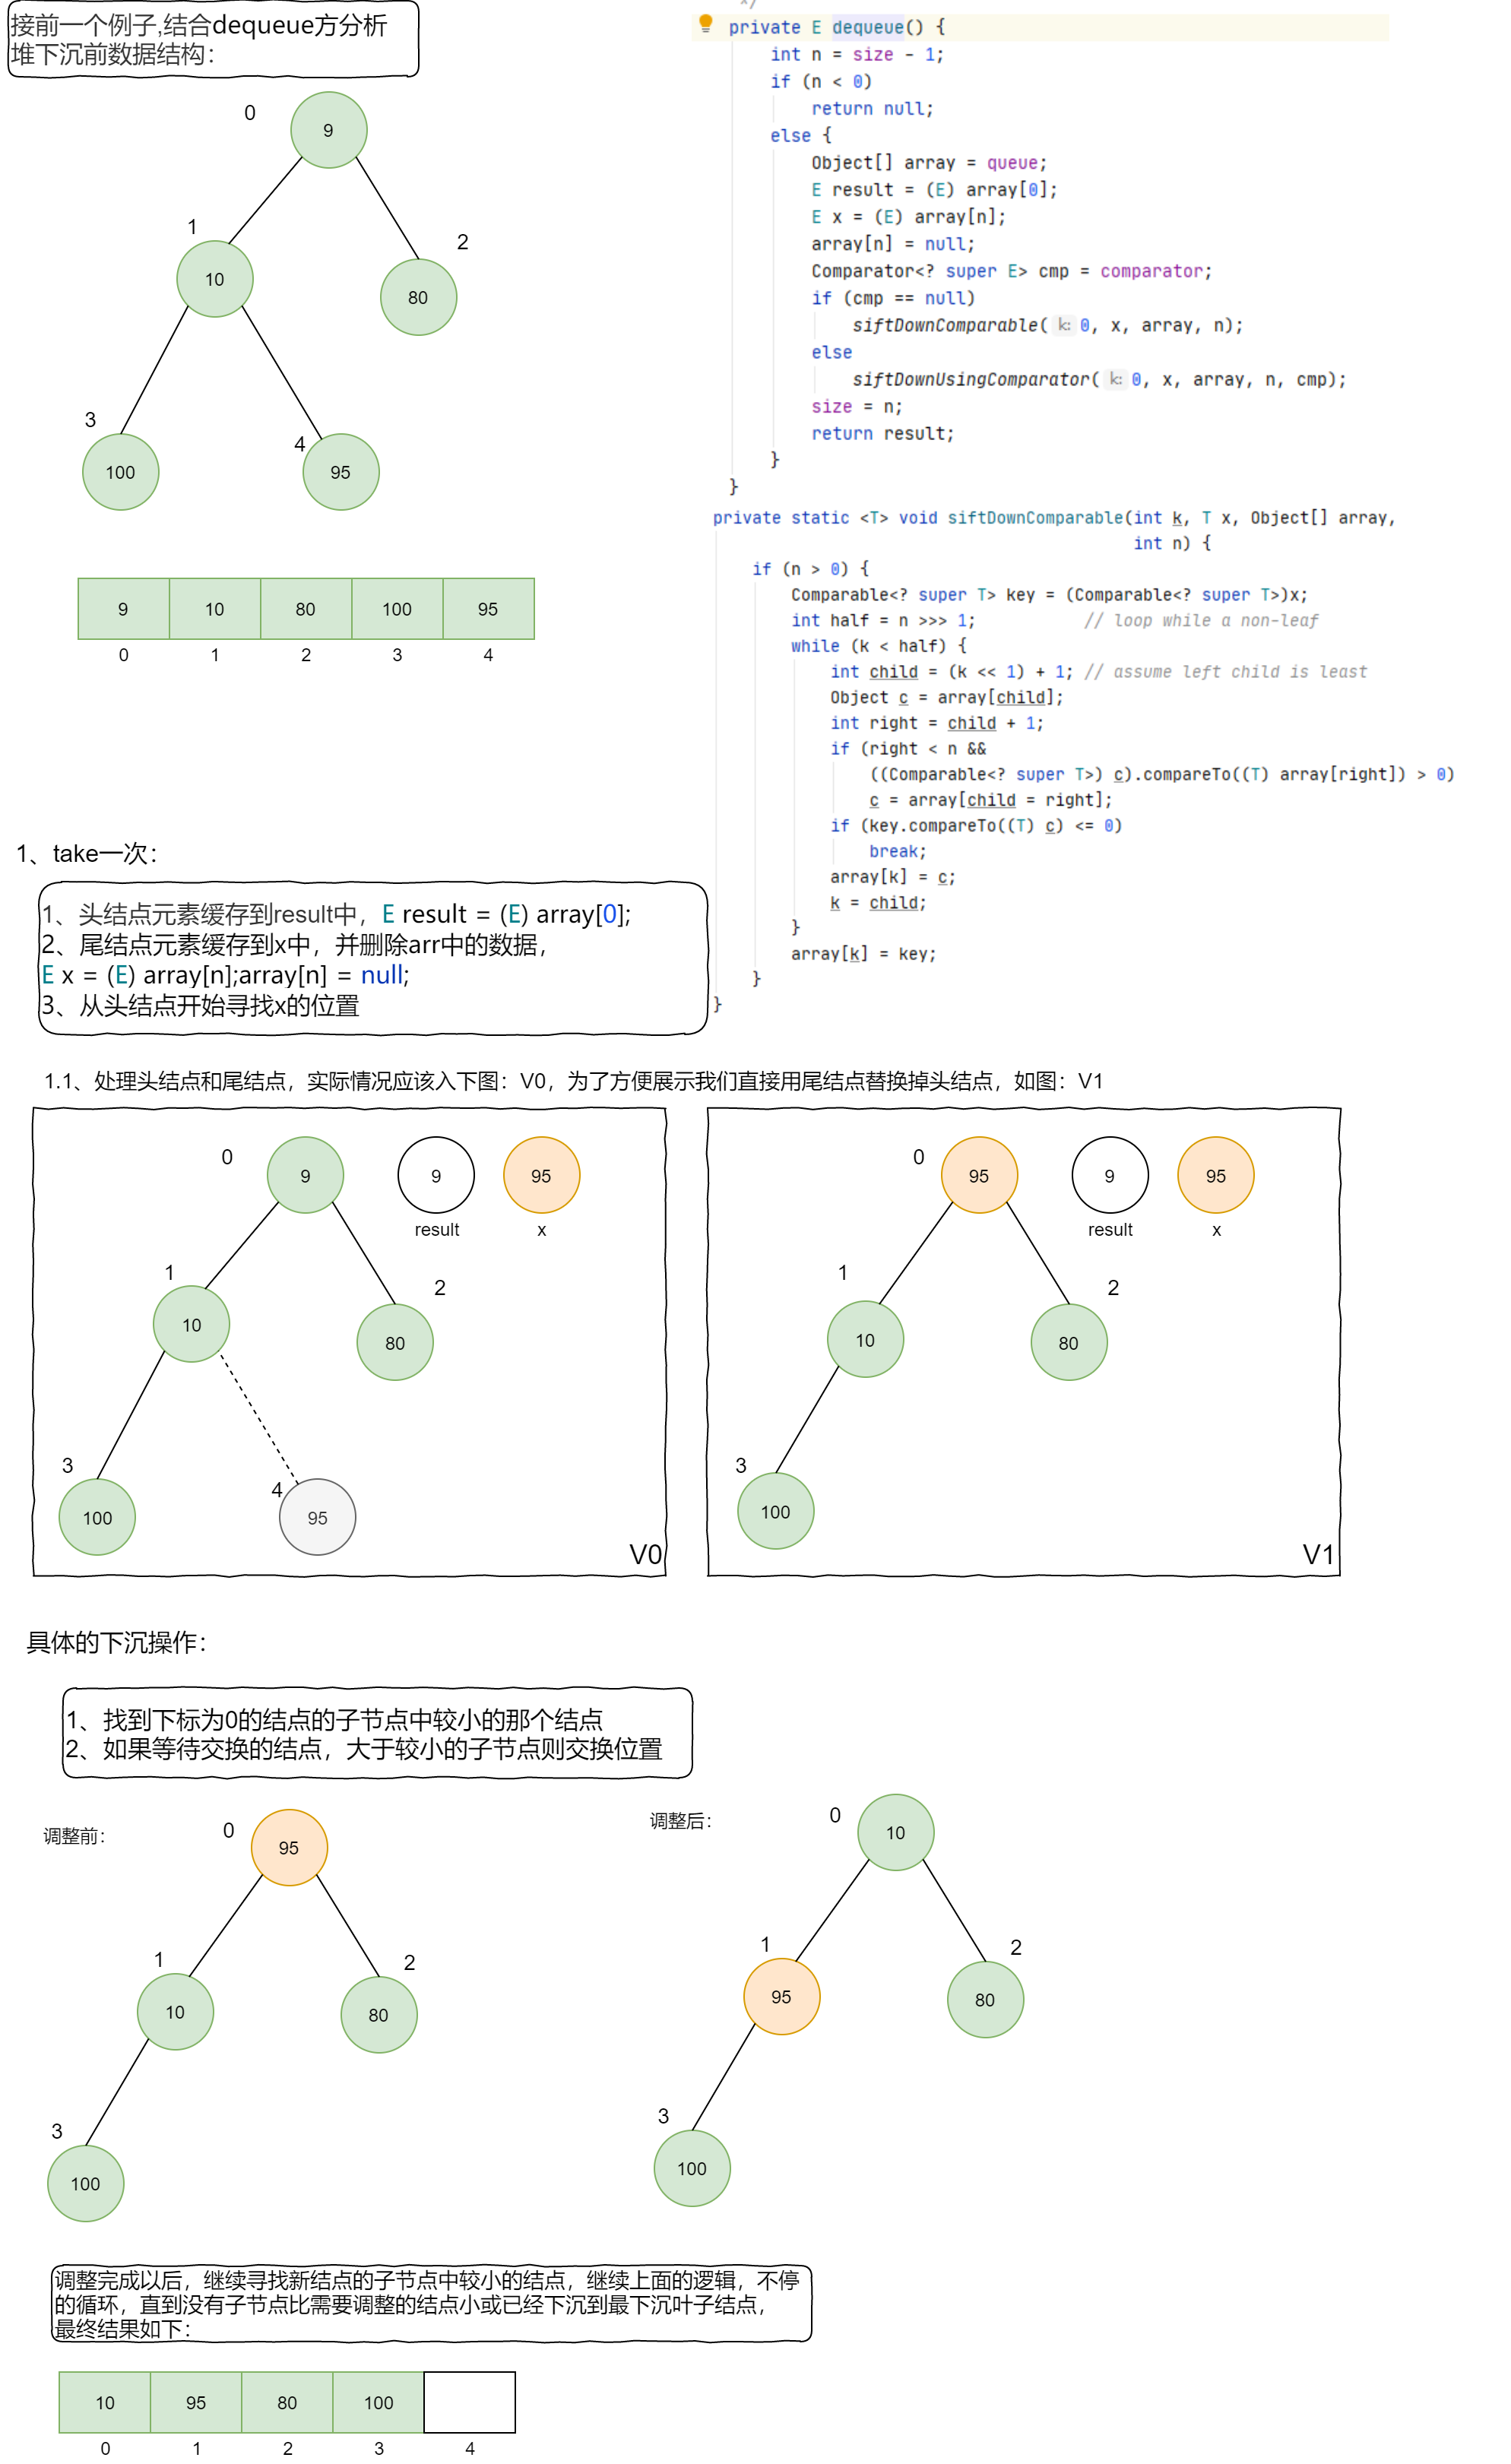 接前一个例子,结合dequeue方分析
堆下沉前数据结构：
0
9
1
2
10
80
3
4
100
95
9 10 80 100 95
0 1 2 3 4
*/
private E dequeue() {
int n = size - 1;
if (n < 0)
return null;
else {
Object[] array = queue;
E result = (E) array[0];
E x = (E) array[n];
array[n] = null;
Comparator<? super E> cmp = comparator;
if (cmp == null)
siftDownComparable( k: 0, x, array, n);
else
siftDownUsingComparator( k: 0, x, array, n, cmp);
size = n;
return result;
}
}
private static <T> void siftDownComparable(int k, T x, Object[] array,
int n) {
if (n > 0) {
Comparable<? super T> key = (Comparable<? super T>)x;
int half = n >>> 1; // loop while a non-leaf
while (k < half) {
int child = (k << 1) + 1; // assume left child is least
Object c = array[child];
int right = child + 1;
if (right < n &&
((Comparable<? super T>) c).compareTo((T) array[right]) > 0)
c = array[child = right];
if (key.compareTo((T) c) <= 0)
break;
array[k] = c;
k = child;
}
array[k] = key;
}
}
1、take一次：
1、头结点元素缓存到result中，E result = (E) array[0];
2、尾结点元素缓存到x中，并删除arr中的数据，
E x = (E) array[n];array[n] = null;
3、从头结点开始寻找x的位置
1.1、处理头结点和尾结点，实际情况应该入下图：V0，为了方便展示我们直接用尾结点替换掉头结点，如图：V1
0
9
9
95
result
x
1
2
10
80
3
4
100
95
V0
0
95
9
95
result
x
1
2
10
80
3
100
V1
具体的下沉操作：
1、找到下标为0的结点的子节点中较小的那个结点
2、如果等待交换的结点，大于较小的子节点则交换位置
调整前：
0
95
1
2
10
80
3
100
调整后：
0
10
1
2
95
80
3
100
调整完成以后，继续寻找新结点的子节点中较小的结点，继续上面的逻辑，不停
的循环，直到没有子节点比需要调整的结点小或已经下沉到最下沉叶子结点，
最终结果如下：
10 95 80 100
0 1 2 3 4